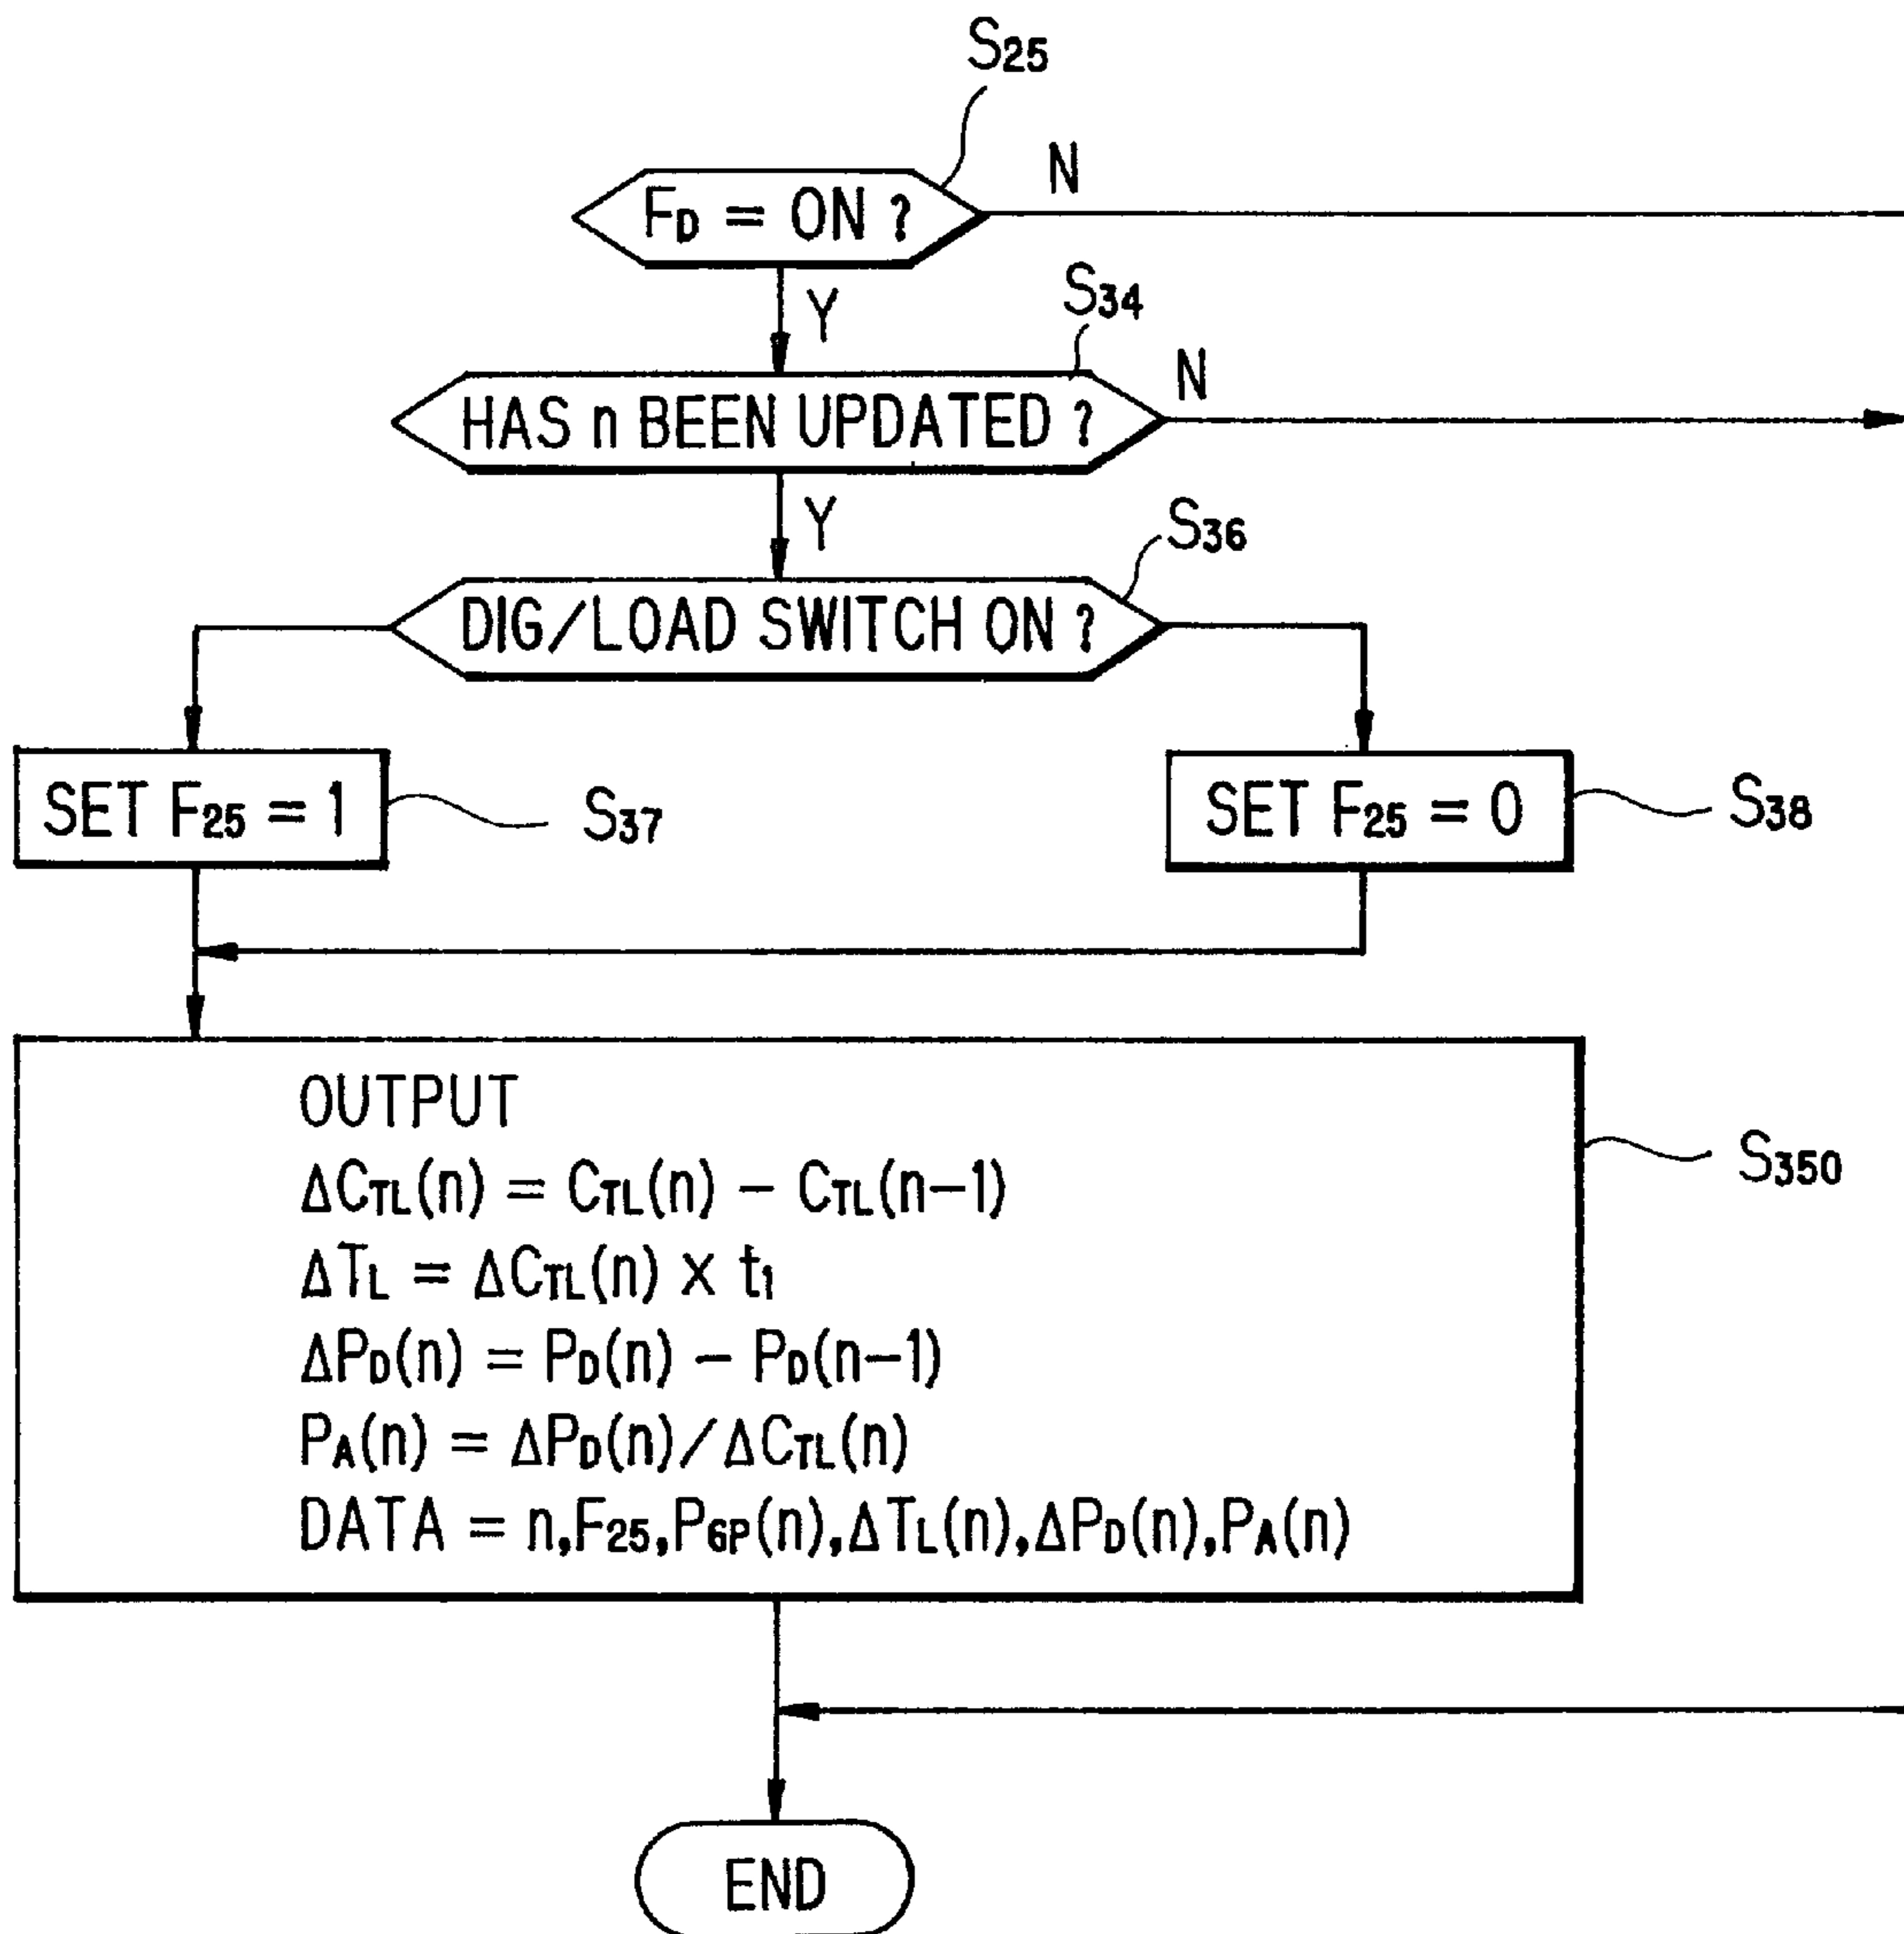 S25
N
FD = ON ?
Y
S34
N
HAS n BEEN UPDATED ?
Y
S36
DIG/LOAD SWITCH ON ?
SET F25 = 1
S37
SET F25 = 0
S38
OUTPUT
ΔCTL(n) = CTL(n) − CTL(n−1)
ΔTL = ΔCTL(n) x t1
ΔPD(n) = PD(n) − PD(n−1)
PA(n) = ΔPD(n)/ΔCTL(n)
DATA = n,F25,PGP(n),ΔTL(n),ΔPD(n),PA(n)
S350
END